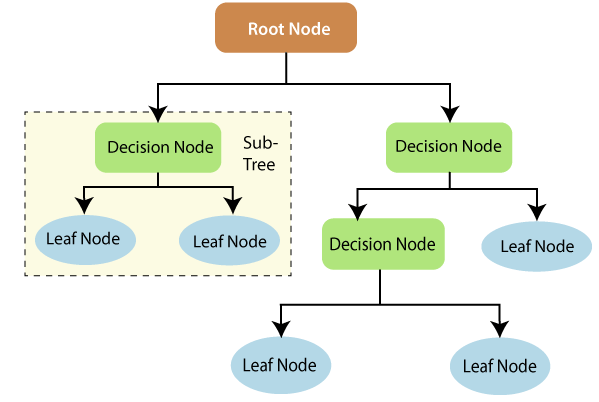 Root Node
Decision Node
Sub-
Tree
Decision Node
Leaf Node
Leaf Node
Decision Node
Leaf Node
Leaf Node
Leaf Node